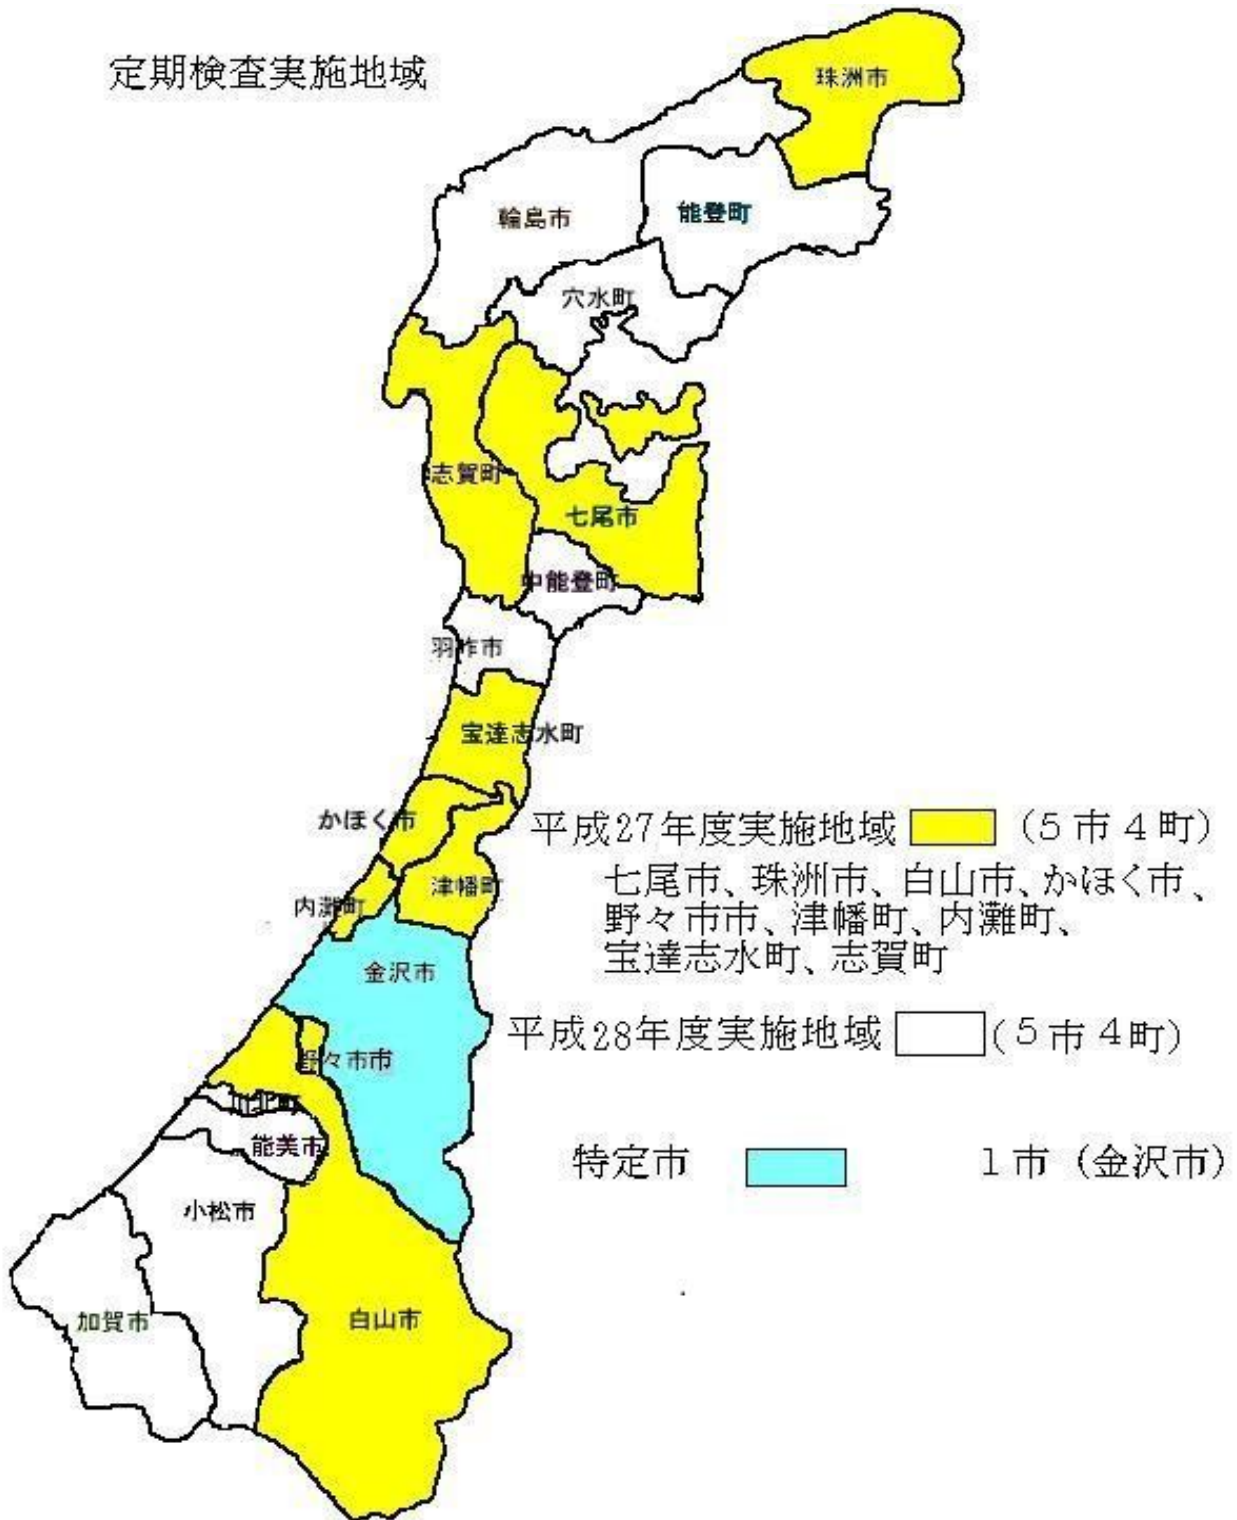 定期検査実施地域
珠洲市
輪島市
能登町
穴水町
志賀町
七尾市
中能登町
羽咋市
宝達志水町
かほく市
平成27年度実施地域 (5市4町)
津幡町
七尾市、珠洲市、白山市、かほく市、
内灘町
野々市市、津幡町、内灘町、
宝達志水町、志賀町
金沢市
平成28年度実施地域 (5市4町)
野々市市
川北町
能美市
特定市 1市(金沢市)
小松市
加賀市
白山市